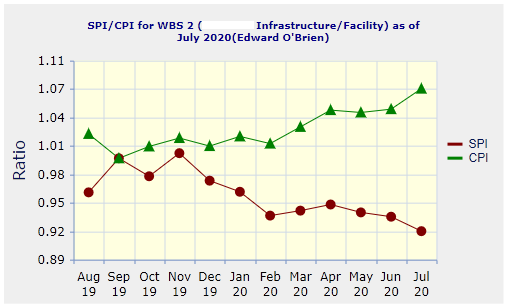 SPI/CPI for WBS 2 ( Infrastructure/Facility) as of
July 2020(Edward O'Brien)
1.11
1.07
1.04
1.01
0.98
0.95
0.92
0.89
Ratio
SPI
CPI
Aug Sep Oct Nov Dec Jan Feb Mar Apr May Jun Jul
19 19 19 19 19 20 20 20 20 20 20 20